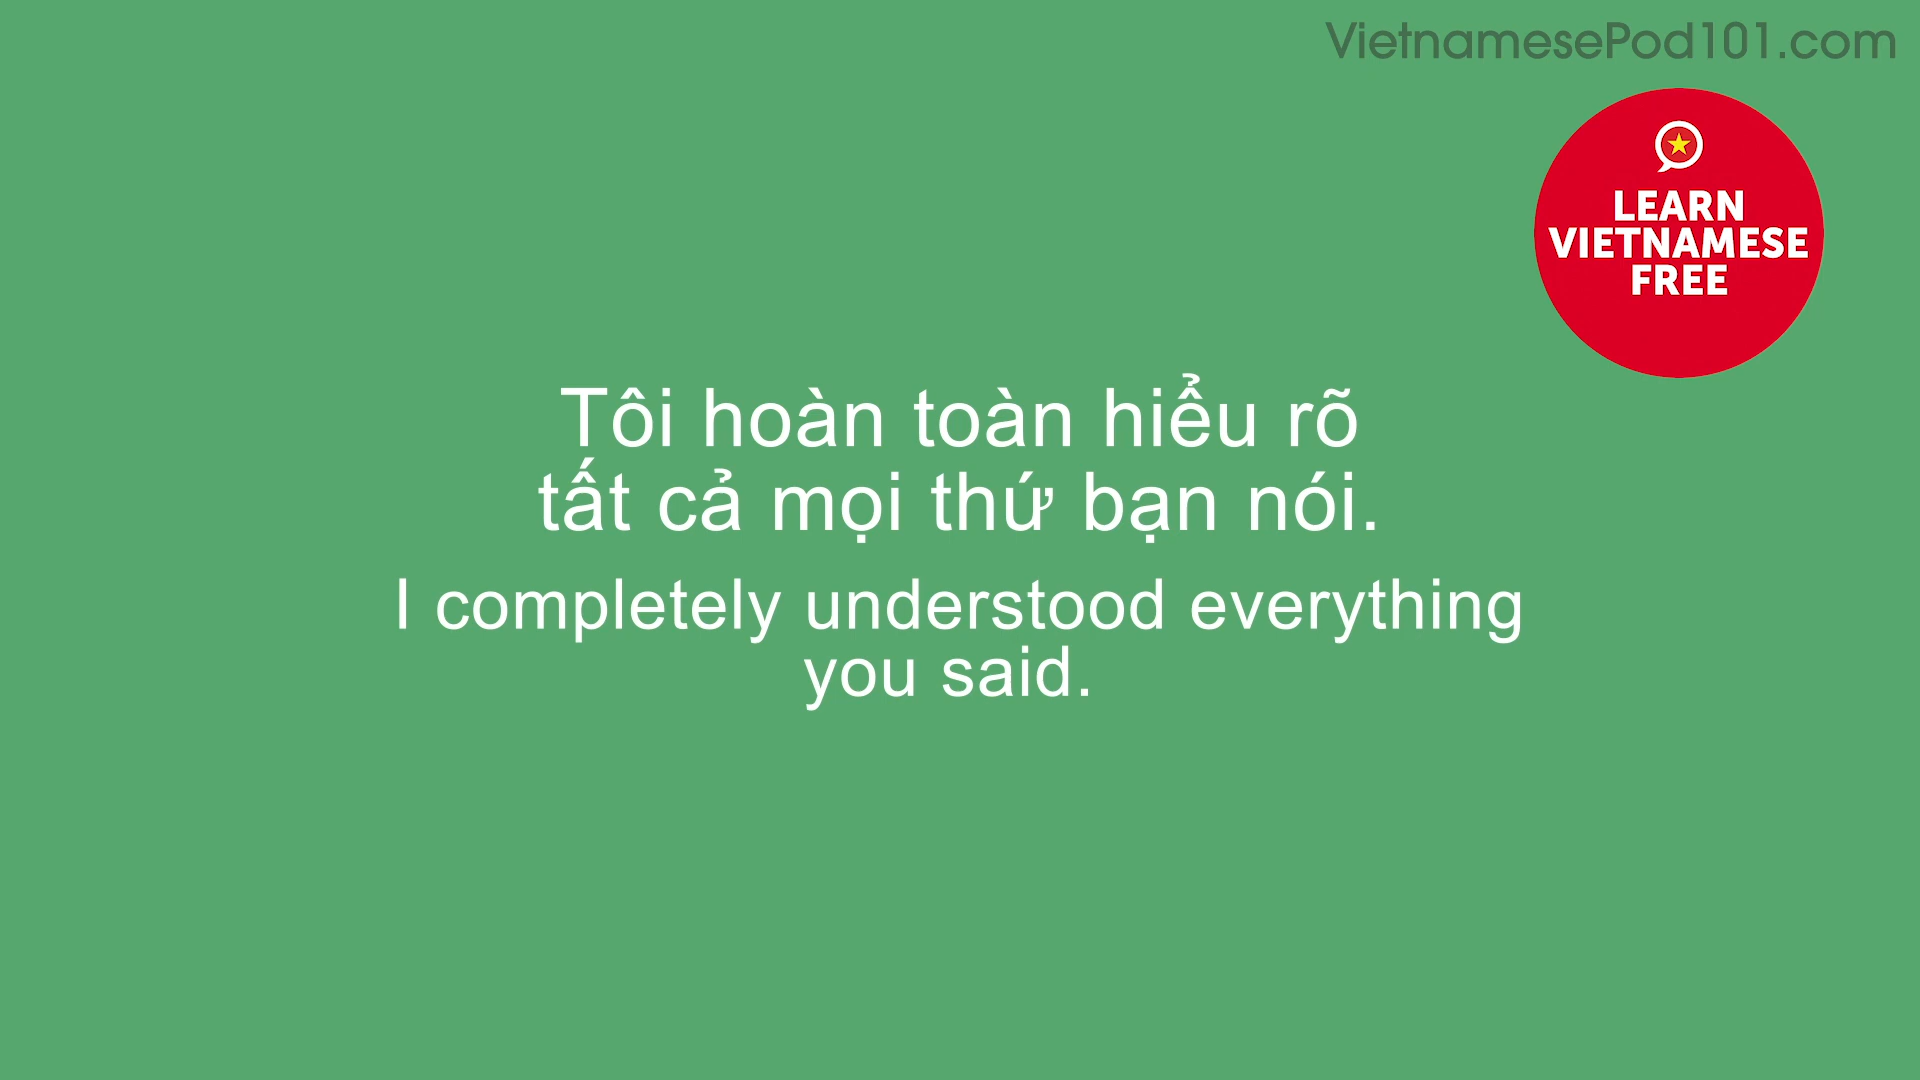 VietnamesePod101.com
LEARN
VIETNAMESE
FREE
Tôi hoàn toàn hiểu rõ
tất cả mọi thứ bạn nói.
I completely understood everything
you said.